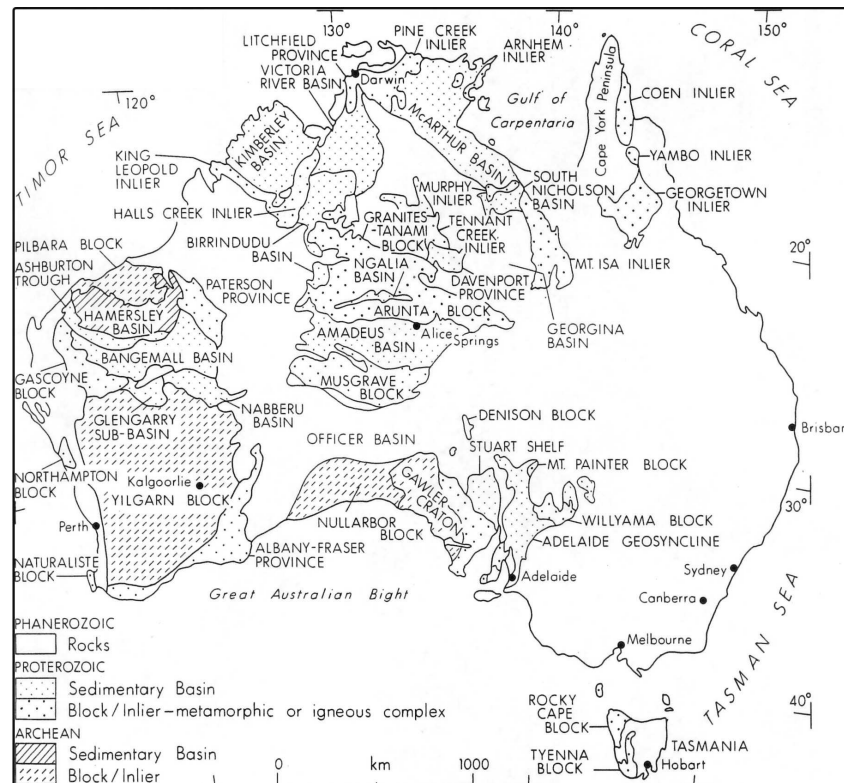 130°
140°
150°
LITCHFIELD
PROVINCE
PINE CREEK
INLIER
ARNHEM
INLIER
CORAL SEA
VICTORIA
RIVER BASIN
Darwin
120°
TIMOR SEA
Gulf of
Carpentaria
Cape York Peninsula
COEN INLIER
KIMBERLEY
BASIN
McARTHUR BASIN
YAMBO INLIER
KING
LEOPOLD
INLIER
MURPHY
INLIER
SOUTH
NICHOLSON
BASIN
GEORGETOWN
INLIER
HALLS CREEK INLIER
GRANITES
-TANAMI
BLOCK
TENNANT
CREEK
INLIER
BIRRINDUDU
BASIN
PILBARA BLOCK
ASHBURTON
TROUGH
PATERSON
PROVINCE
NGALIA
BASIN
MT. ISA INLIER
20°
DAVENPORT
PROVINCE
HAMERSLEY
BASIN
ARUNTA BLOCK
GEORGINA
BASIN
AMADEUS
BASIN
Alice
Springs
BANGEMALL BASIN
GASCOYNE
BLOCK
MUSGRAVE
BLOCK
NABBERU
BASIN
GLENGARRY
SUB-BASIN
DENISON BLOCK
OFFICER BASIN
Brisban
STUART SHELF
MT. PAINTER BLOCK
NORTHAMPTON
BLOCK
Kalgoorlie
YILGARN BLOCK
GAWLER
CRATON
30°
NULLARBOR
BLOCK
WILLYAMA BLOCK
Perth
ALBANY-FRASER
PROVINCE
ADELAIDE GEOSYNCLINE
NATURALISTE
BLOCK
Great Australian Bight
Adelaide
Sydney
Canberra
TASMAN SEA
Melbourne
PHANEROZOIC
Rocks
PROTEROZOIC
Sedimentary Basin
Block/Inlier-metamorphic or igneous complex
ARCHEAN
Sedimentary Basin
Block/Inlier
0 km 1000
ROCKY
CAPE
BLOCK
40°
TASMANIA
TYENNA
BLOCK
Hobart